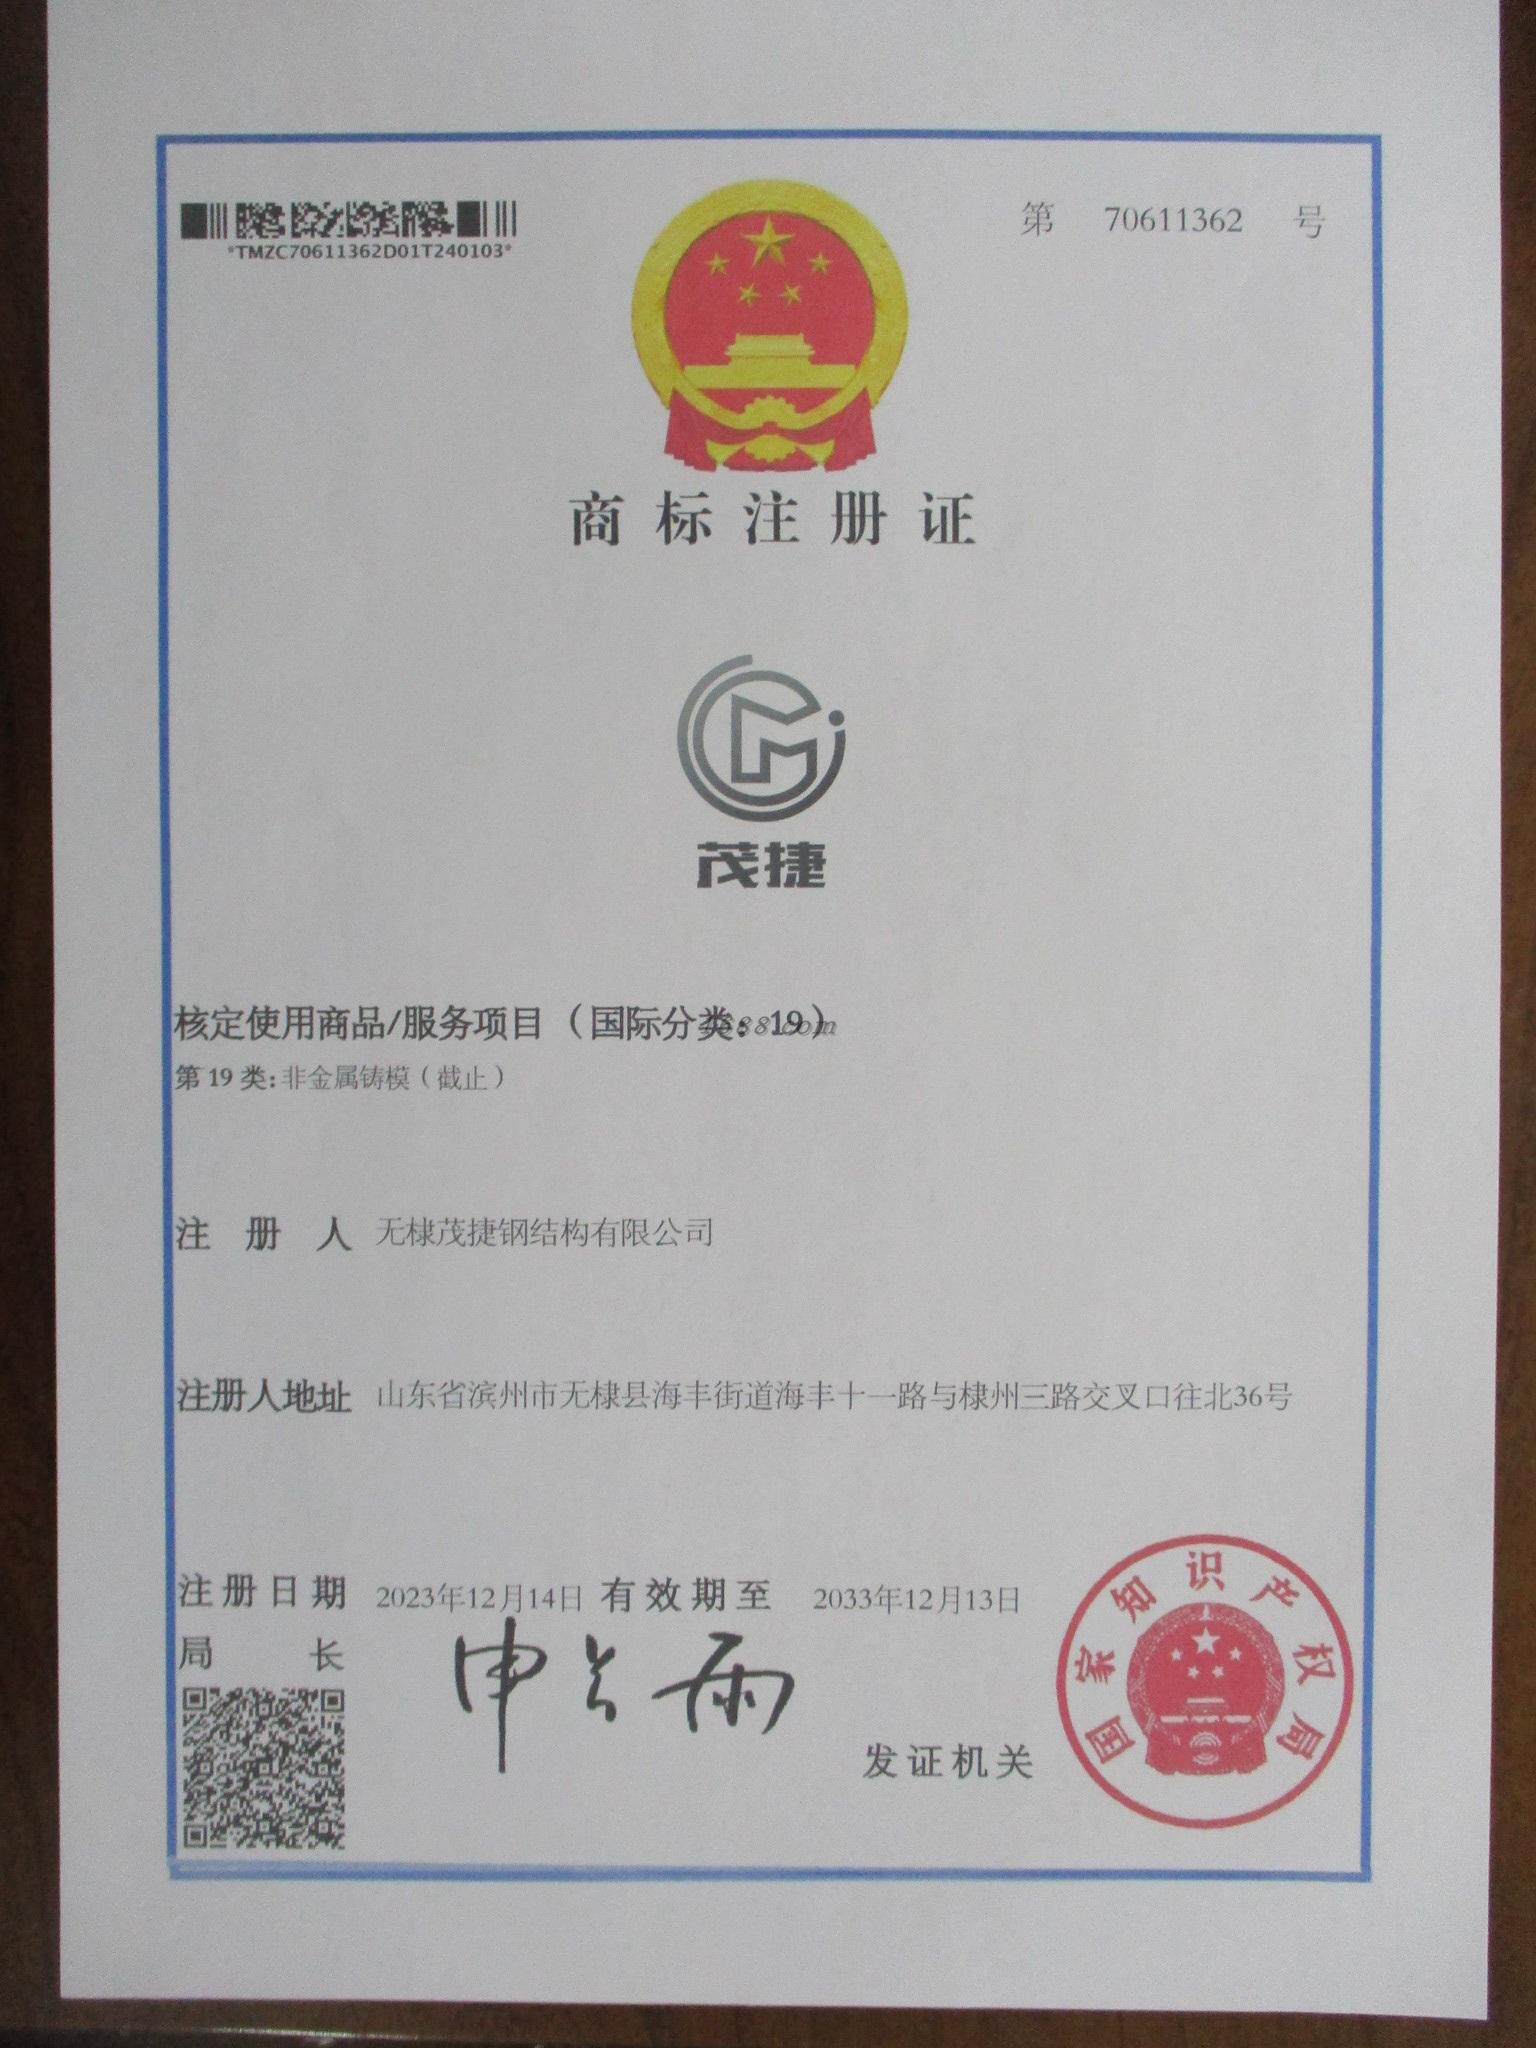 *TMZC70611362D01T240103*
第 70611362 号
商标注册证
茂捷
核定使用商品/服务项目（国际分类：19）
第 19 类：非金属铸模（截止）
注册人 无棣茂捷钢结构有限公司
注册人地址 山东省滨州市无棣县海丰街道海丰十一路与棣州三路交叉口往北36号
注册日期 2023年12月14日 有效期至 2033年12月13日
局长 申长雨
发证机关
国家知识产权局